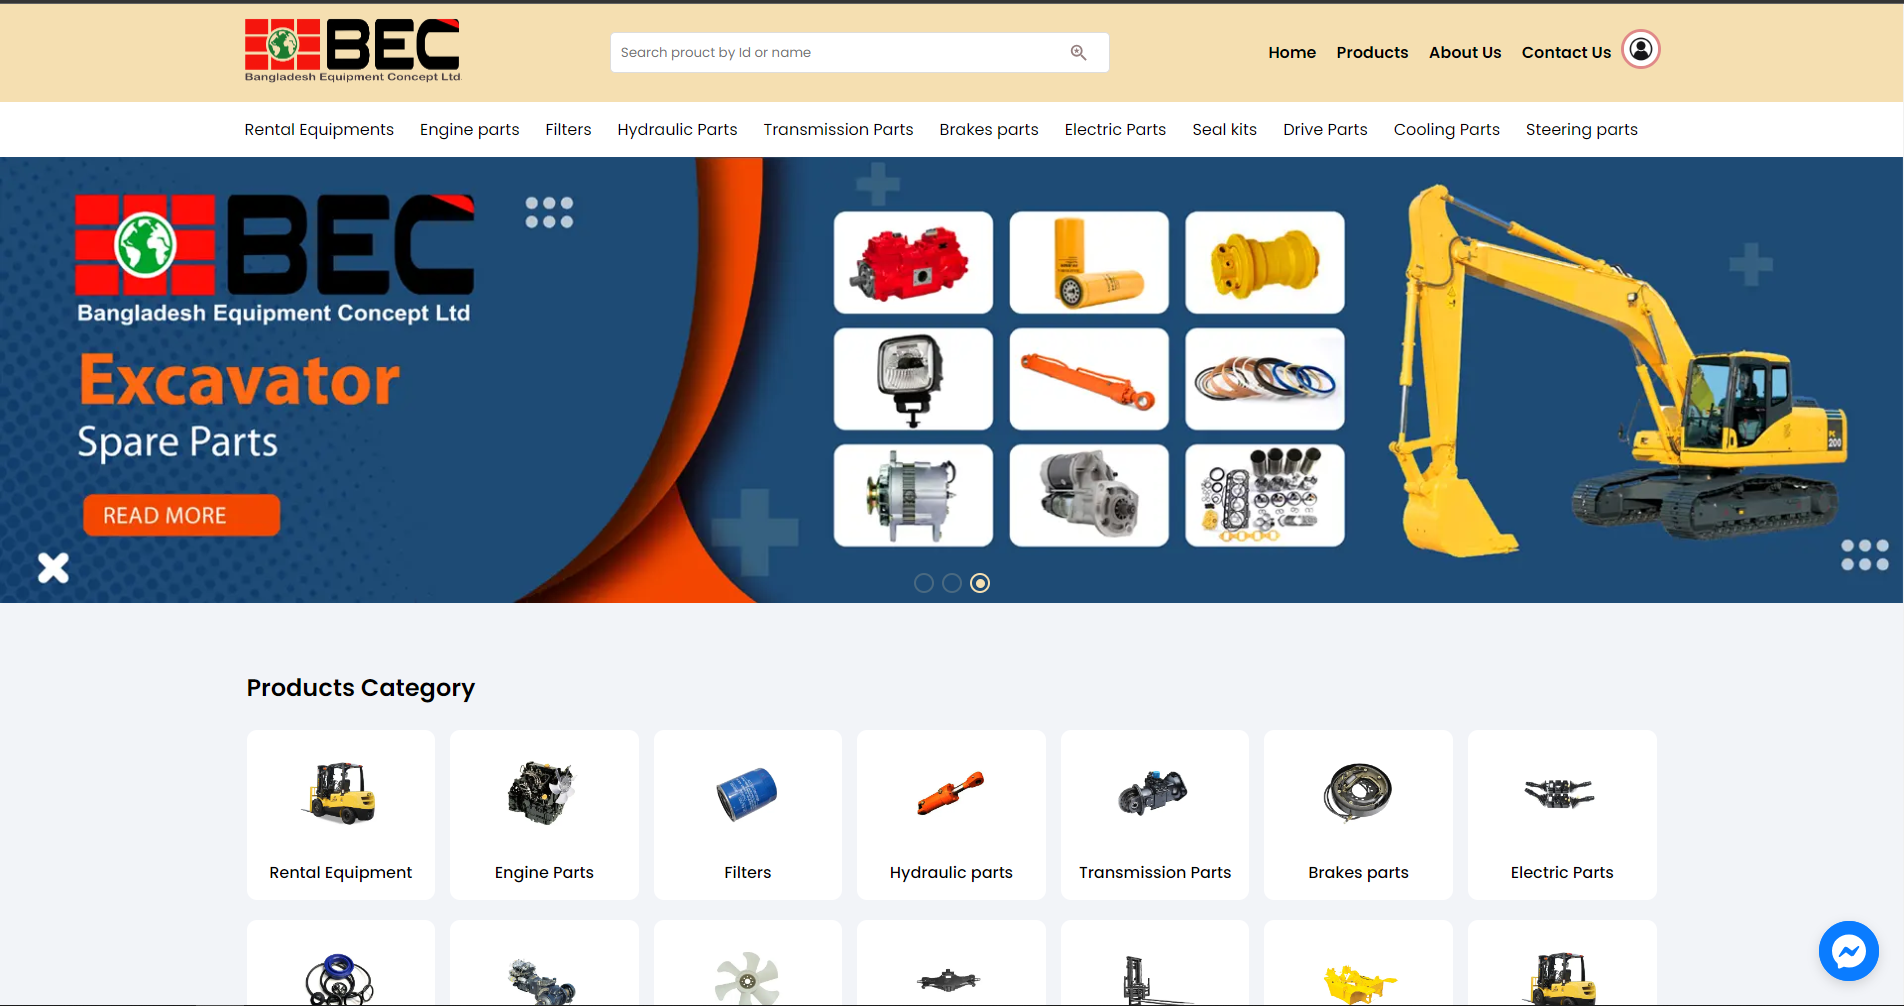 BEC
Bangladesh Equipment Concept Ltd.
Search prouct by Id or name
Home Products About Us Contact Us
Rental Equipments Engine parts Filters Hydraulic Parts Transmission Parts Brakes parts Electric Parts Seal kits Drive Parts Cooling Parts Steering parts
BEC
Bangladesh Equipment Concept Ltd
Excavator
Spare Parts
READ MORE
PC
200
Products Category
Rental Equipment Engine Parts Filters Hydraulic parts Transmission Parts Brakes parts Electric Parts